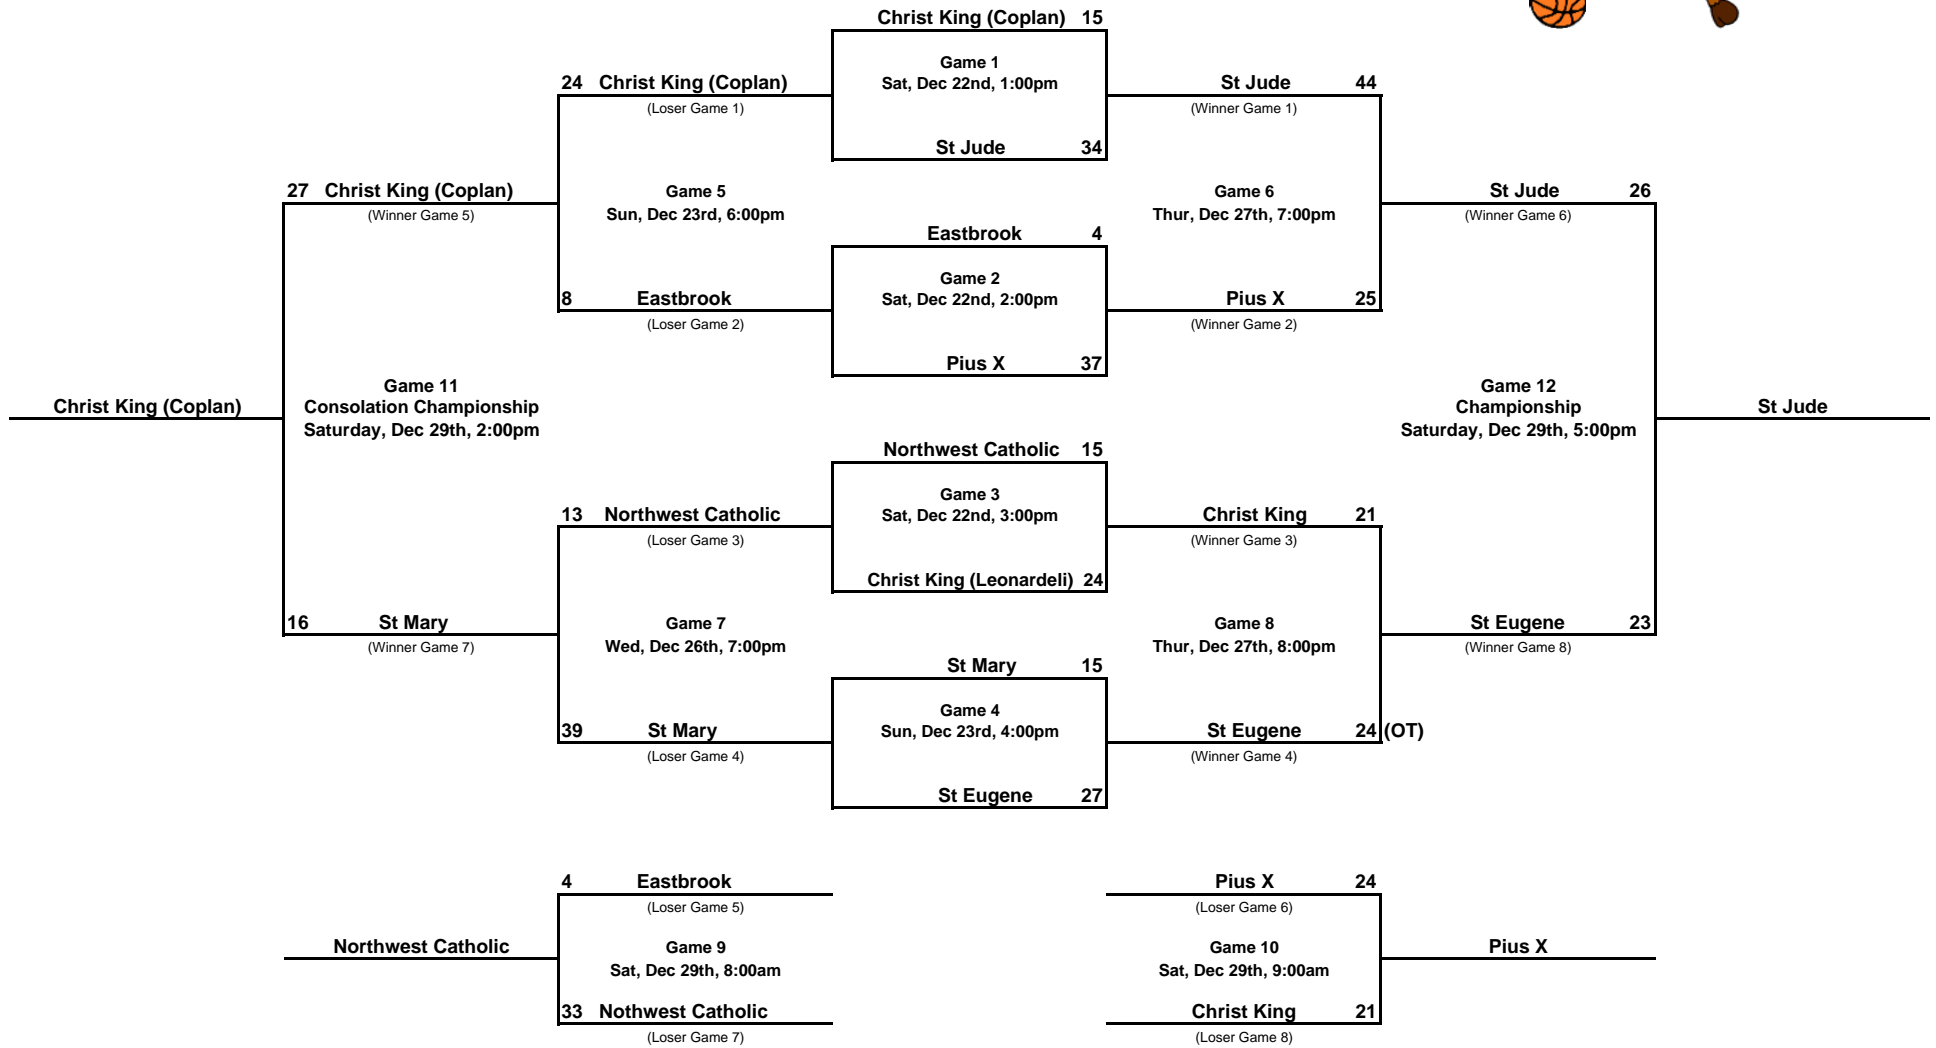 Christ King (Coplan) 15
Game 1
24 Christ King (Coplan) Sat, Dec 22nd, 1:00pm St Jude 44
(Loser Game 1) (Winner Game 1)
St Jude 34
27 Christ King (Coplan) Game 5 Game 6 St Jude 26
(Winner Game 5) Sun, Dec 23rd, 6:00pm Thur, Dec 27th, 7:00pm (Winner Game 6)
Eastbrook 4
Game 2
8 Eastbrook Sat, Dec 22nd, 2:00pm Pius X 25
(Loser Game 2) (Winner Game 2)
Pius X 37
Game 11 Game 12
Christ King (Coplan) Consolation Championship Championship St Jude
Saturday, Dec 29th, 2:00pm Saturday, Dec 29th, 5:00pm
Northwest Catholic 15
Game 3
13 Northwest Catholic Sat, Dec 22nd, 3:00pm Christ King 21
(Loser Game 3) (Winner Game 3)
Christ King (Leonardeli) 24
16 St Mary Game 7 Game 8 St Eugene 23
(Winner Game 7) Wed, Dec 26th, 7:00pm Thur, Dec 27th, 8:00pm (Winner Game 8)
St Mary 15
Game 4
39 St Mary Sun, Dec 23rd, 4:00pm St Eugene 24 (OT)
(Loser Game 4) (Winner Game 4)
St Eugene 27
4 Eastbrook Pius X 24
(Loser Game 5) (Loser Game 6)
Northwest Catholic Game 9 Game 10 Pius X
Sat, Dec 29th, 8:00am Sat, Dec 29th, 9:00am
33 Nothwest Catholic Christ King 21
(Loser Game 7) (Loser Game 8)